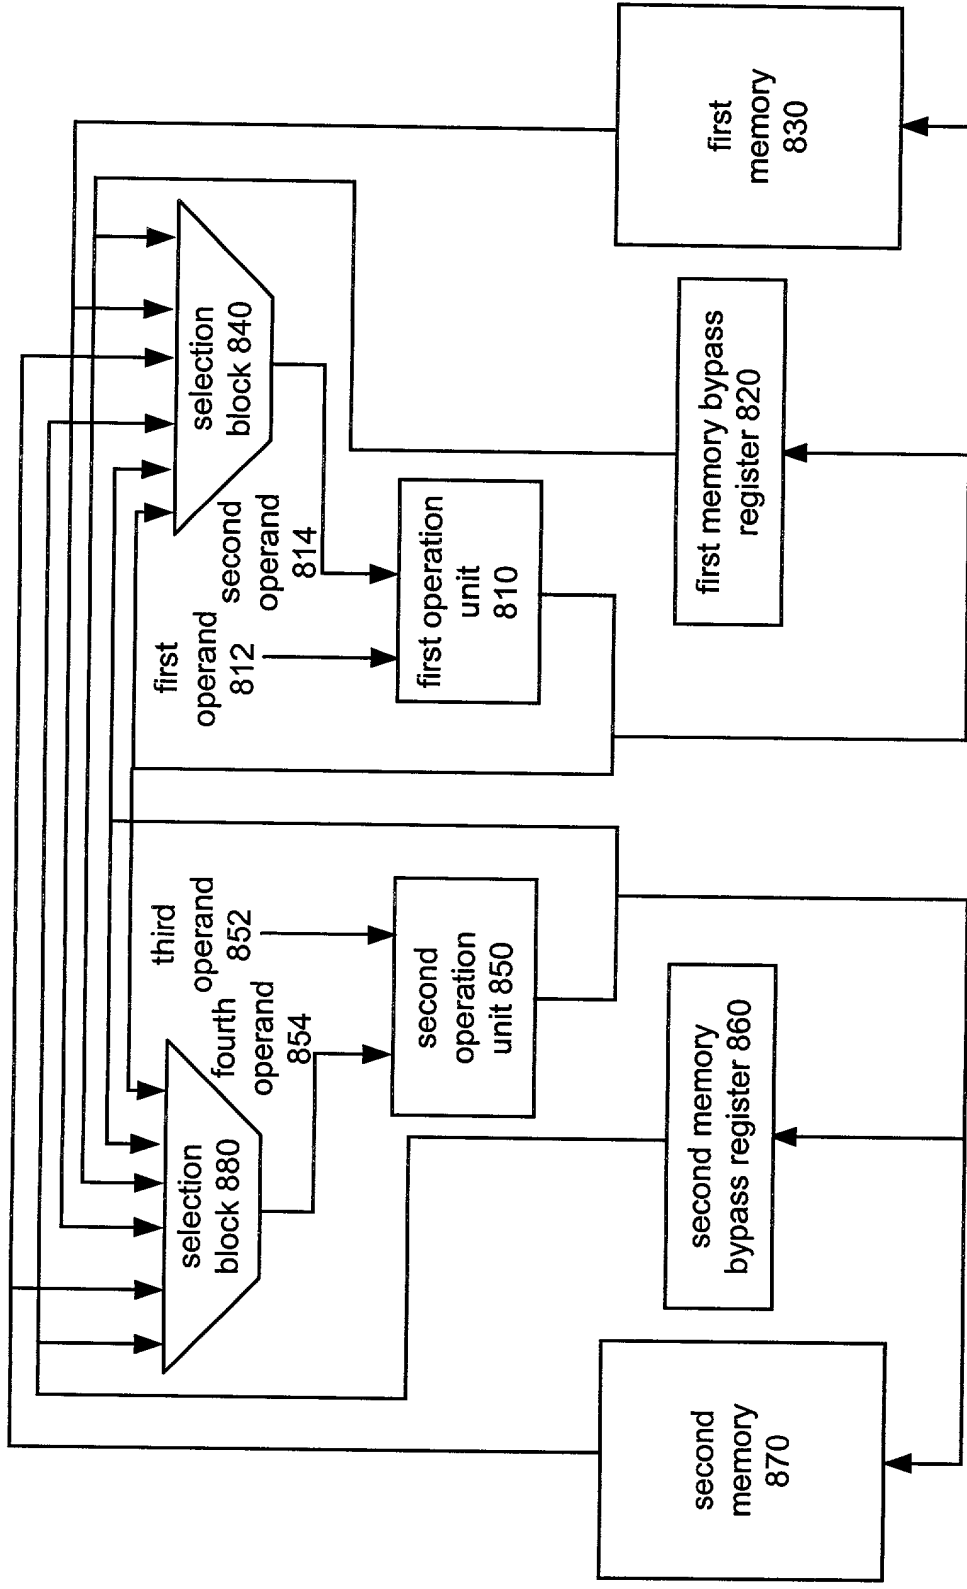 second
memory
870
second memory
bypass register 860
selection
block 880
fourth
operand
854
third
operand
852
second
operation
unit 850
first
operand
812
second
operand
814
first operation
unit
810
selection
block 840
first memory bypass
register 820
first
memory
830